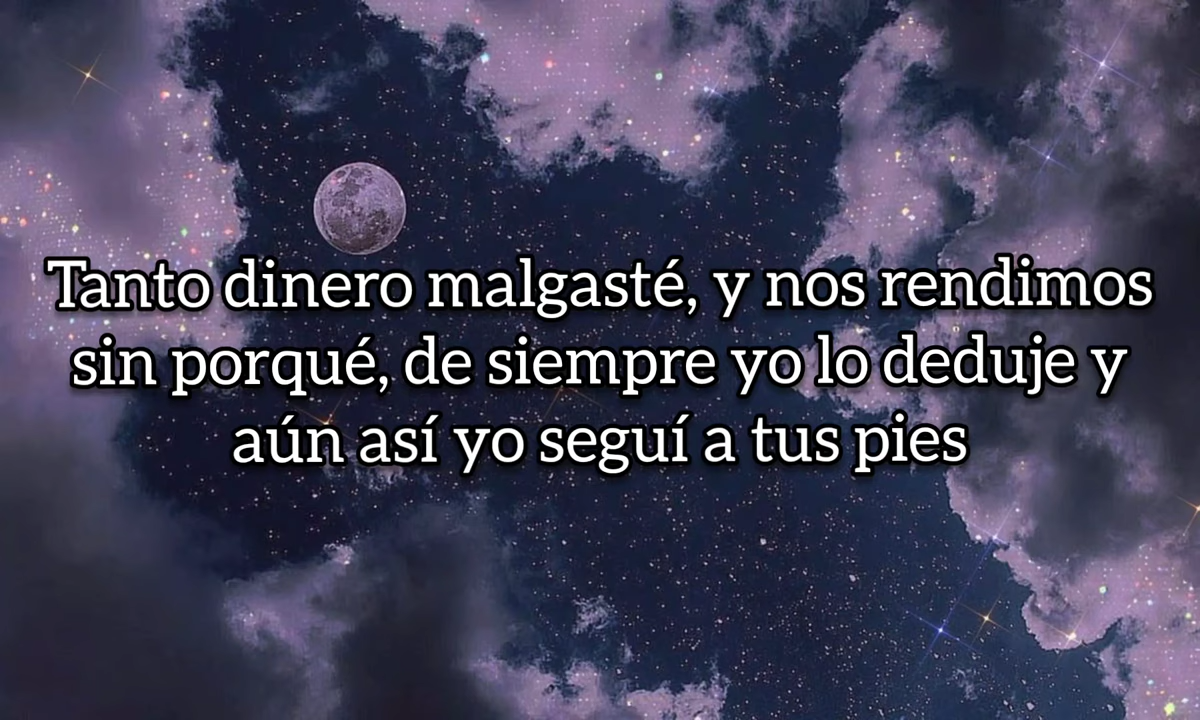 Tanto dinero malgasté, y nos rendimos
sin porqué, de siempre yo lo deduje y
aún así yo seguí a tus pies